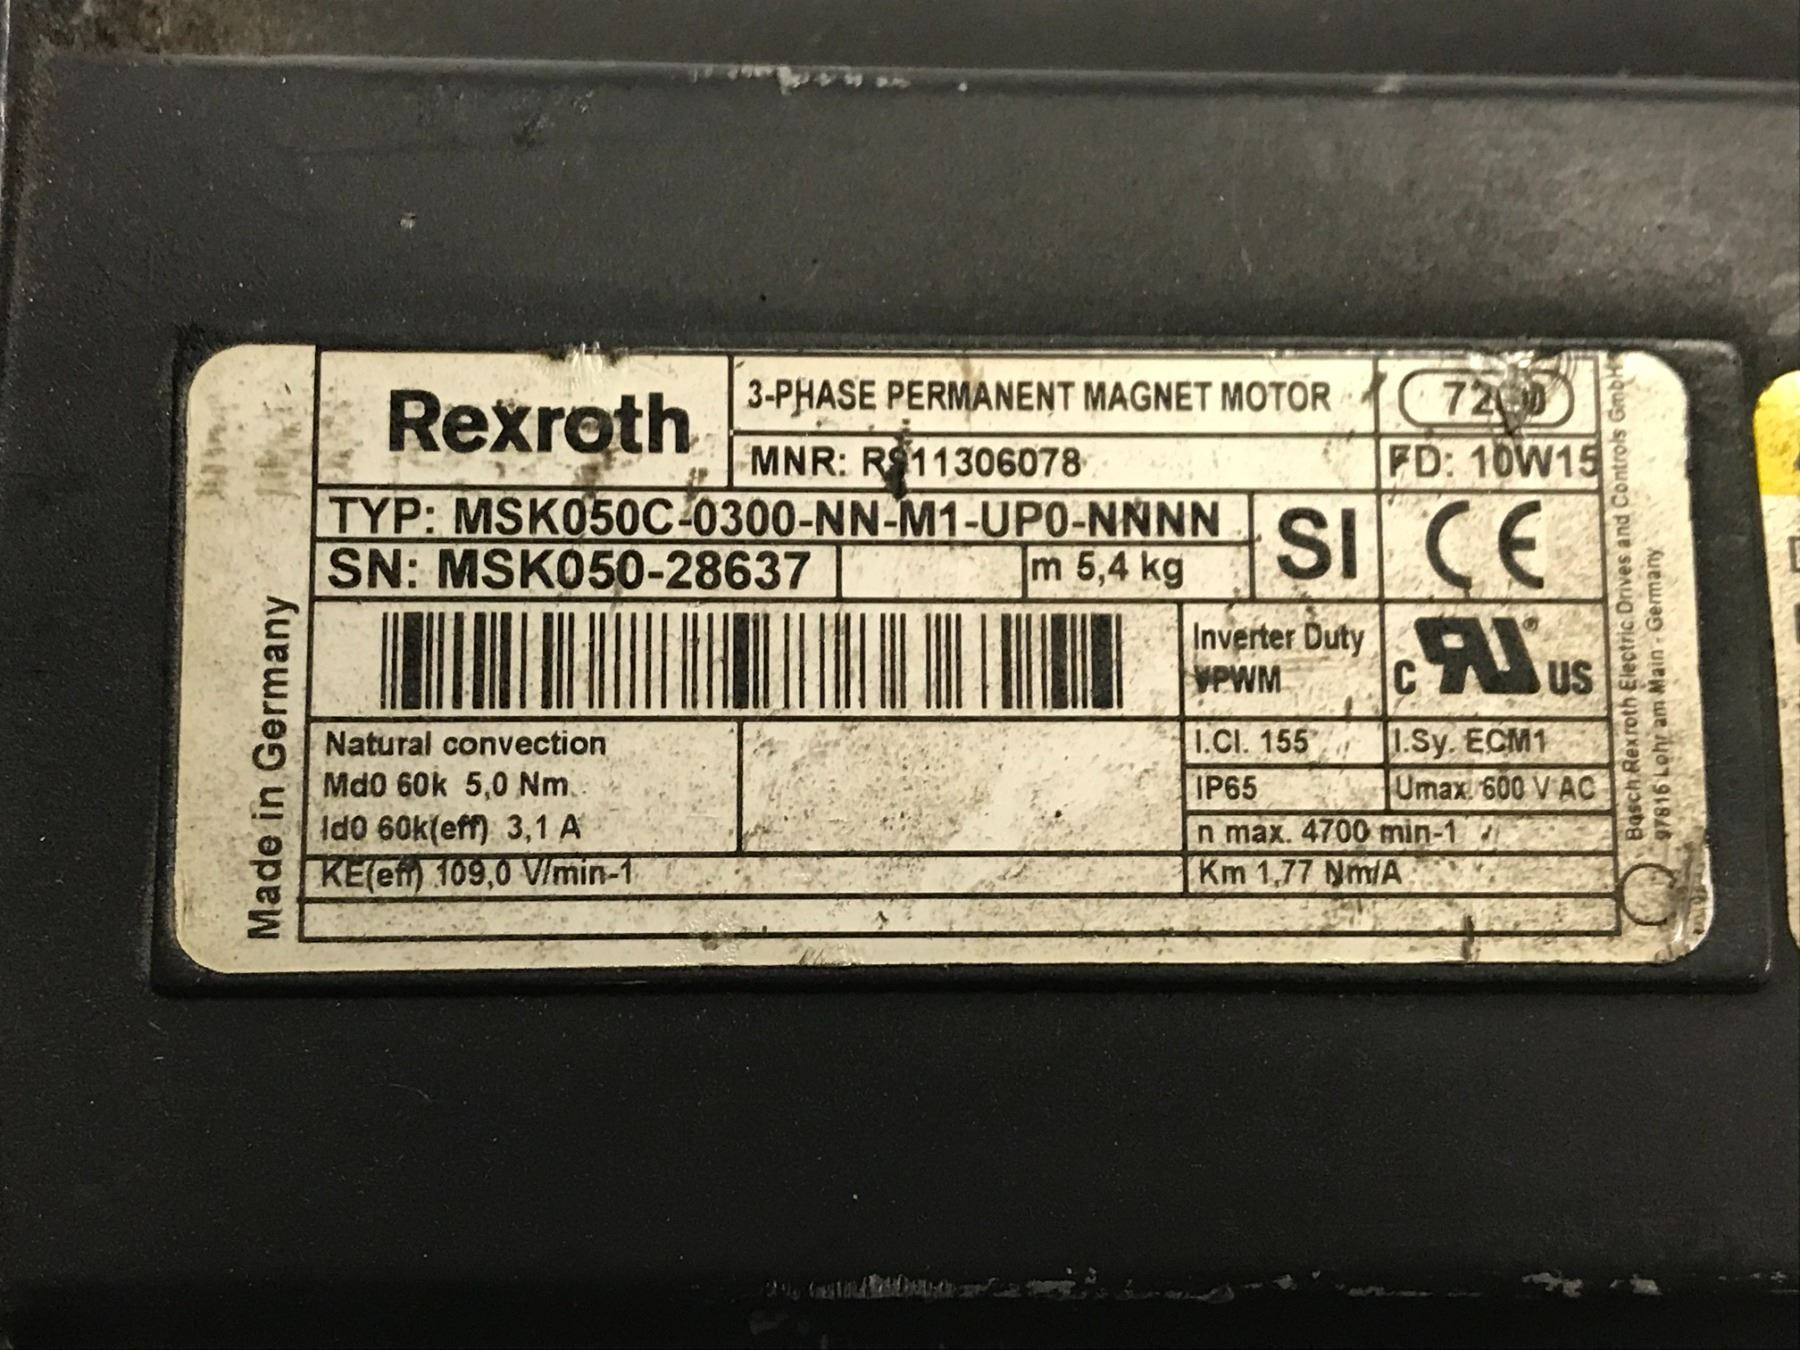 Rexroth
3-PHASE PERMANENT MAGNET MOTOR
MNR: R911306078
FD: 10W15
TYP: MSK050C-0300-NN-M1-UP0-NNNN
SI
CE
SN: MSK050-28637
m 5,4 kg
Inverter Duty
VPWM
C RU® US
Natural convection
Md0 60k 5,0 Nm
Id0 60k(eff) 3,1 A
I.Cl. 155
I.Sy. ECM1
IP65
Umax. 600 V AC
n max. 4700 min-1
KE(eff) 109,0 V/min-1
Km 1,77 Nm/A
Made in Germany
Bosch Rexroth Electric Drives and Controls GmbH
97816 Lohr am Main - Germany